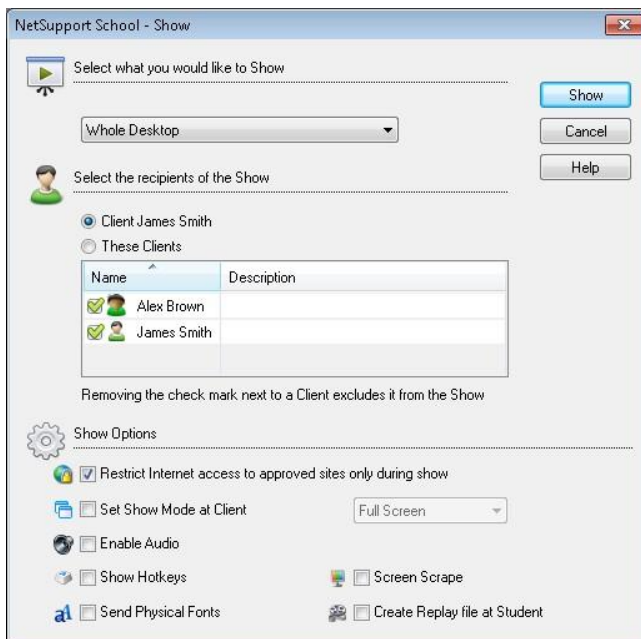 NetSupport School - Show
Select what you would like to Show
Show
Whole Desktop
Cancel
Help
Select the recipients of the Show
Client James Smith
These Clients
Name Description
Alex Brown
James Smith
Removing the check mark next to a Client excludes it from the Show
Show Options
Restrict Internet access to approved sites only during show
Set Show Mode at Client Full Screen
Enable Audio
Show Hotkeys Screen Scrape
Send Physical Fonts Create Replay file at Student